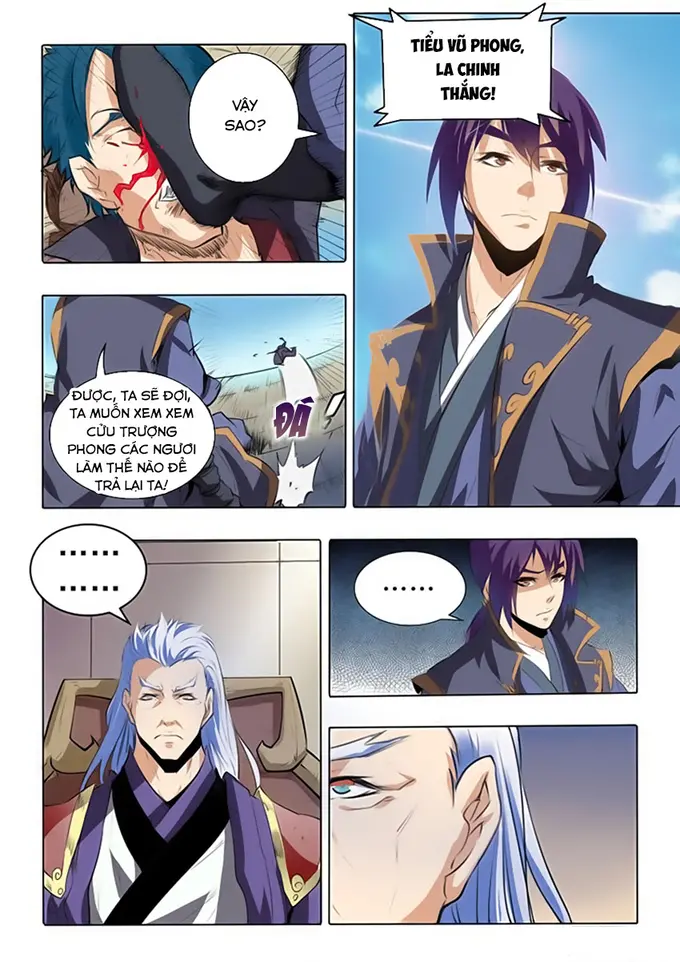 VẬY
SAO?
ĐƯỢC, TA SẼ ĐỢI,
TA MUỐN XEM XEM
CỬU TRƯỢNG
PHONG CÁC NGƯƠI
LÀM THẾ NÀO ĐỂ
TRẢ LẠI TA!
ĐÁ
TIỂU VŨ PHONG,
LA CHINH
THẮNG!
......
......
......